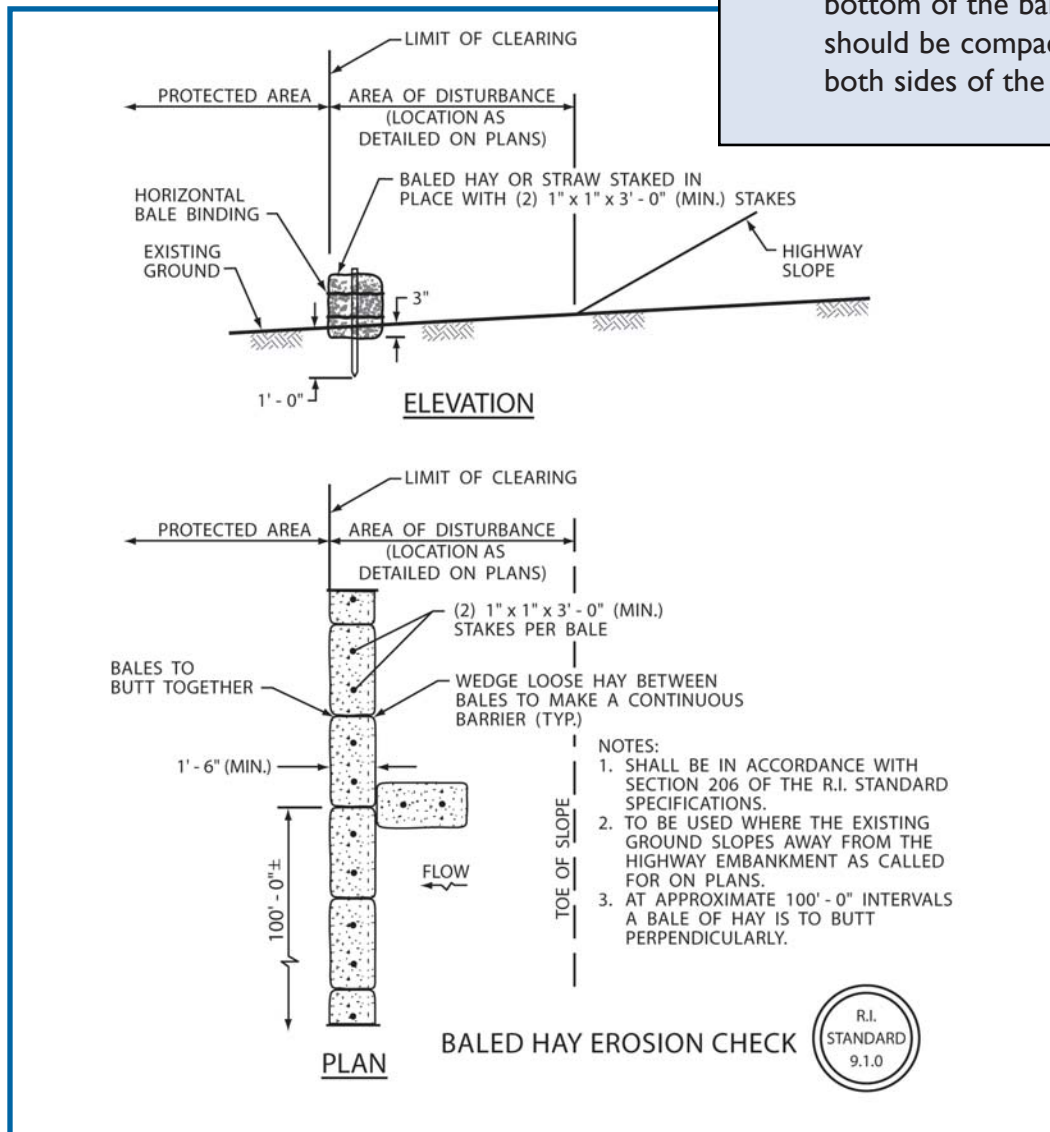 bottom of the
should be
both sides of the
LIMIT OF CLEARING
PROTECTED AREA
AREA OF DISTURBANCE
(LOCATION AS
DETAILED ON PLANS)
BALED HAY OR STRAW STAKED IN
PLACE WITH (2) 1" x 1" x 3' - 0" (MIN.) STAKES
HORIZONTAL
BALE BINDING
EXISTING
GROUND
HIGHWAY
SLOPE
3"
1' - 0"
ELEVATION
LIMIT OF CLEARING
PROTECTED AREA
AREA OF DISTURBANCE
(LOCATION AS
DETAILED ON PLANS)
(2) 1" x 1" x 3' - 0" (MIN.)
STAKES PER BALE
BALES TO
BUTT TOGETHER
WEDGE LOOSE HAY BETWEEN
BALES TO MAKE A CONTINUOUS
BARRIER (TYP.)
1' - 6" (MIN.)
100' - 0"±
FLOW
TOE OF SLOPE
NOTES:
1. SHALL BE IN ACCORDANCE WITH
SECTION 206 OF THE R.I. STANDARD
SPECIFICATIONS.
2. TO BE USED WHERE THE EXISTING
GROUND SLOPES AWAY FROM THE
HIGHWAY EMBANKMENT AS CALLED
FOR ON PLANS.
3. AT APPROXIMATE 100' - 0" INTERVALS
A BALE OF HAY IS TO BUTT
PERPENDICULARLY.
PLAN
BALED HAY EROSION CHECK
R.I.
STANDARD
9.1.0